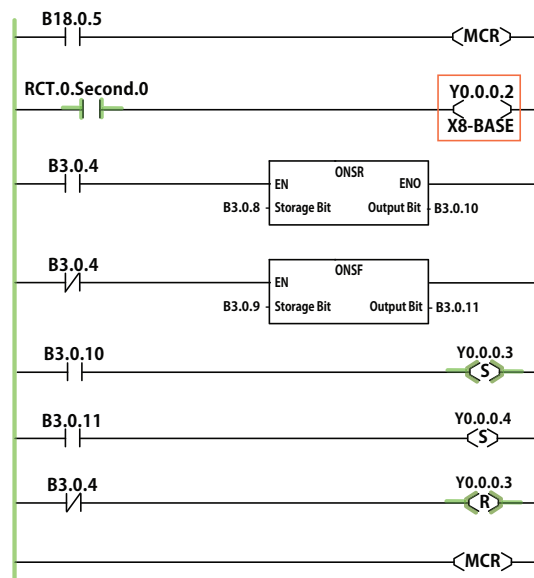 B18.0.5
MCR
RCT.0.Second.0
Y0.0.0.2
X8-BASE
B3.0.4
ONSR
EN ENO
B3.0.8 Storage Bit Output Bit B3.0.10
B3.0.4
ONSF
EN
B3.0.9 Storage Bit Output Bit B3.0.11
B3.0.10
Y0.0.0.3
S
B3.0.11
Y0.0.0.4
S
B3.0.4
Y0.0.0.3
R
MCR